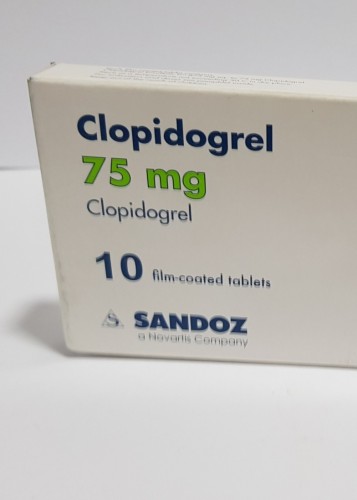 Clopidogrel
75 mg
Clopidogrel
10 film-coated tablets
S. SANDOZ
a Novartis Company